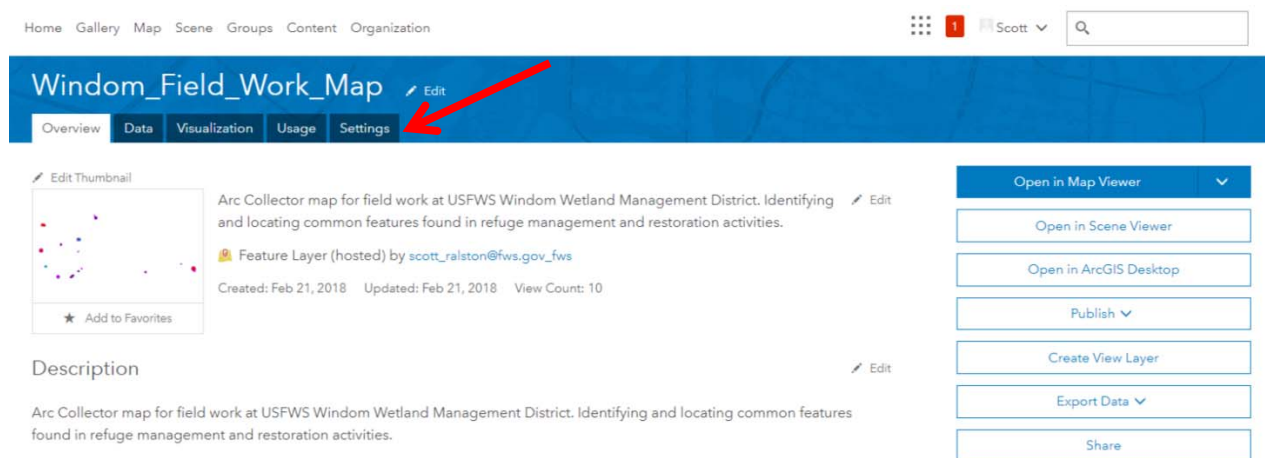 Home Gallery Map Scene Groups Content Organization
1 Scott
Windom_Field_Work_Map Edit
Overview Data Visualization Usage Settings
Edit Thumbnail
Add to Favorites
Arc Collector map for field work at USFWS Windom Wetland Management District. Identifying Edit
and locating common features found in refuge management and restoration activities.
Feature Layer (hosted) by scott_ralston@fws.gov_fws
Created: Feb 21, 2018 Updated: Feb 21, 2018 View Count: 10
Description Edit
Arc Collector map for field work at USFWS Windom Wetland Management District. Identifying and locating common features
found in refuge management and restoration activities.
Open in Map Viewer
Open in Scene Viewer
Open in ArcGIS Desktop
Publish
Create View Layer
Export Data
Share